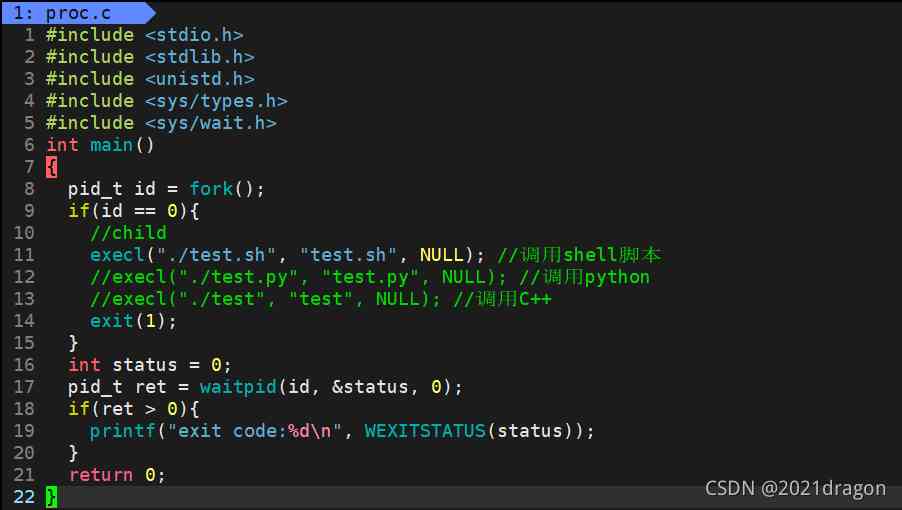 1: proc.c
1 #include <stdio.h>
2 #include <stdlib.h>
3 #include <unistd.h>
4 #include <sys/types.h>
5 #include <sys/wait.h>
6 int main()
7 {
8   pid_t id = fork();
9   if(id == 0){
10     //child
11     execl("./test.sh", "test.sh", NULL); //调用shell脚本
12     //execl("./test.py", "test.py", NULL); //调用python
13     //execl("./test", "test", NULL); //调用C++
14     exit(1);
15   }
16   int status = 0;
17   pid_t ret = waitpid(id, &status, 0);
18   if(ret > 0){
19     printf("exit code:%d\n", WEXITSTATUS(status));
20   }
21   return 0;
22 }
CSDN @2021dragon